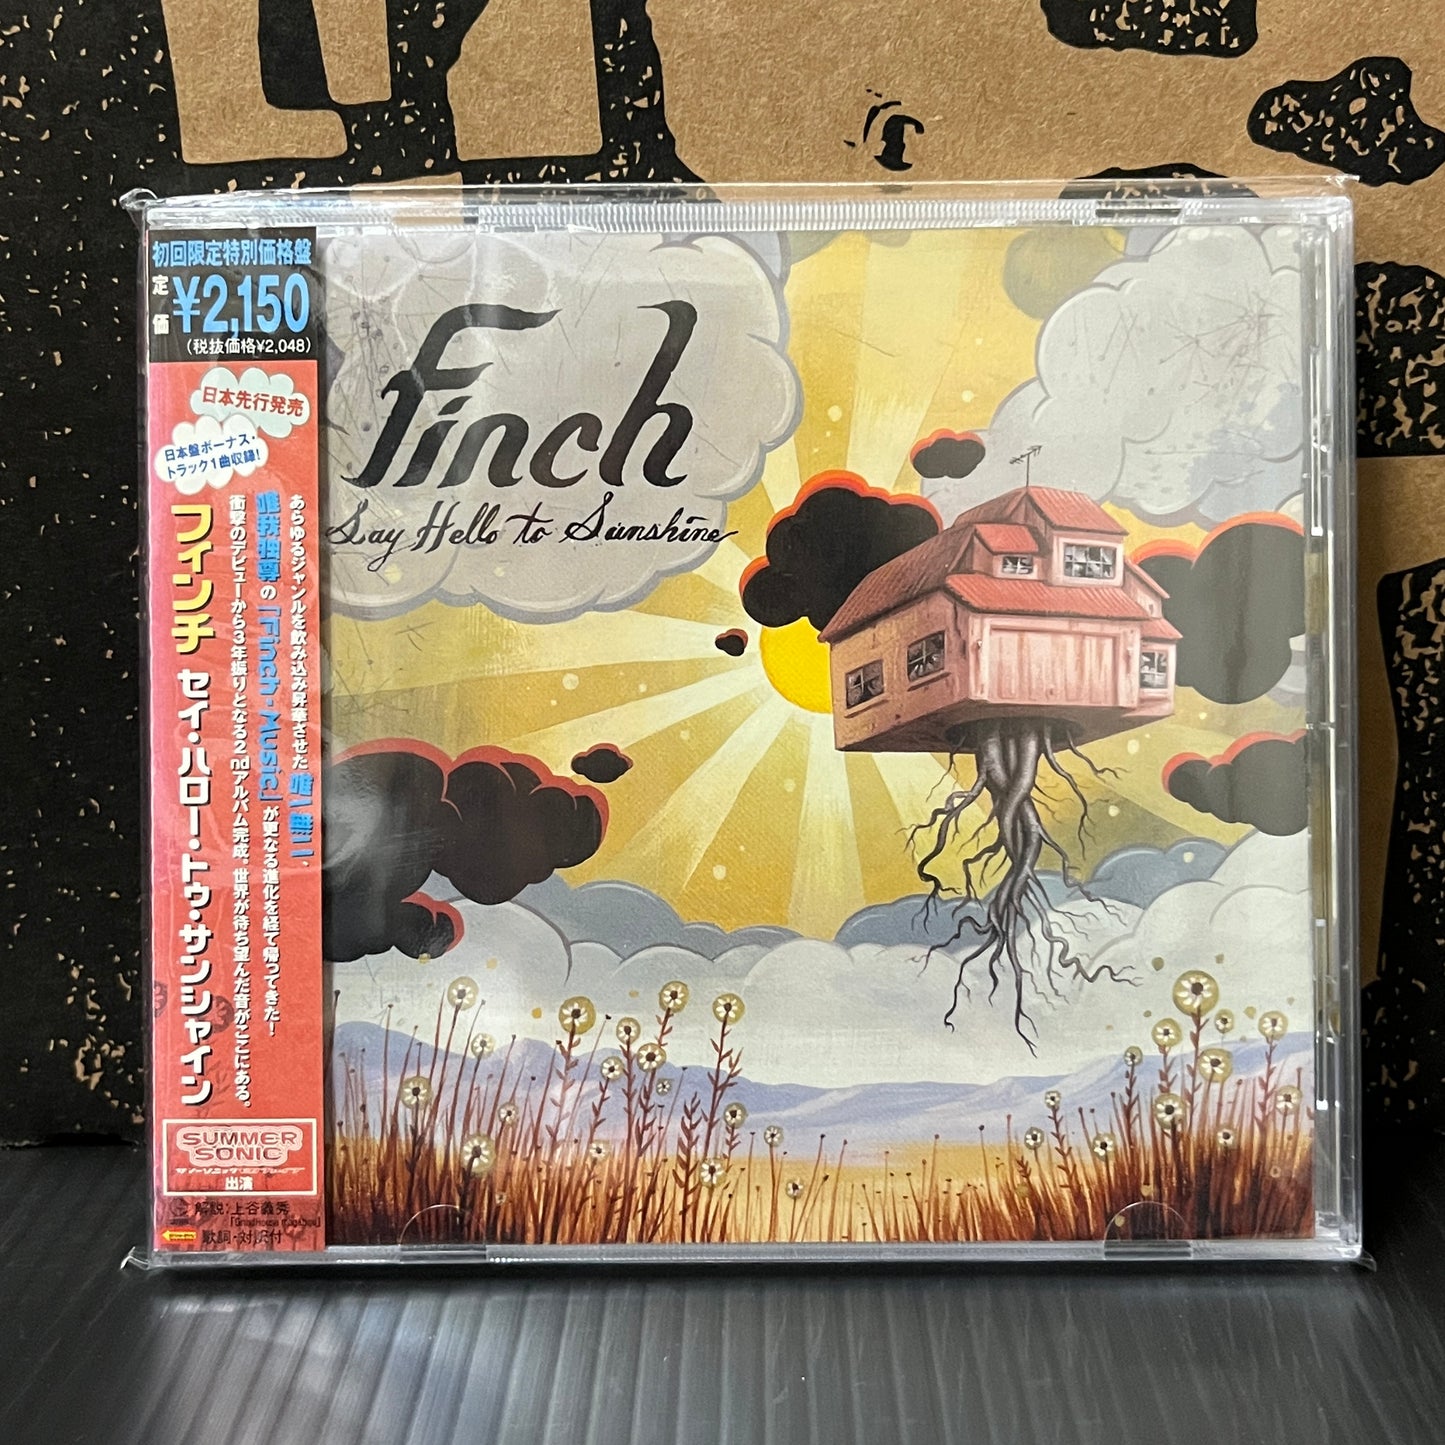 初回限定特別価格盤
定価 ¥2,150
(税抜価格¥2,048)
日本先行発売
日本盤ボーナス・
トラック1曲収録!
あらゆるジャンルを飲み込み昇華させた唯一無二、
唯我独尊の「Finch・Music」が更なる進化を経て帰ってきた!
衝撃のデビューから3年振りとなる2ndアルバム完成。世界が待ち望んだ音がここにある。
フィンチ セイ・ハロー・トゥ・サンシャイン
SUMMER
SONIC
出演
解説:上谷義秀
「GrindHouse magazine」
歌詞・対訳付
Finch
Say Hello to Sunshine